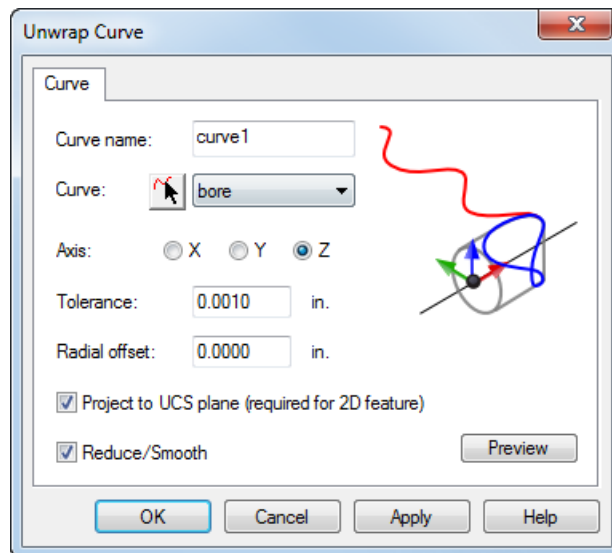 Unwrap Curve
Curve
Curve name: curve1
Curve: bore
Axis: X Y Z
Tolerance: 0.0010 in.
Radial offset: 0.0000 in.
Project to UCS plane (required for 2D feature)
Reduce/Smooth Preview
OK Cancel Apply Help